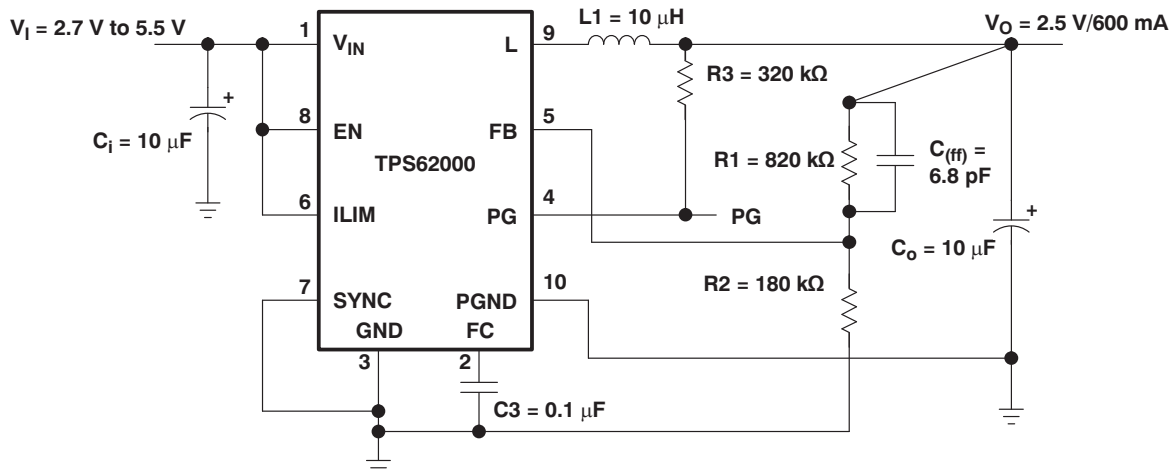 V_I = 2.7 V to 5.5 V
1
V_IN
L
9
L1 = 10 μH
V_O = 2.5 V/600 mA
R3 = 320 kΩ
+
C_i = 10 μF
8
EN
FB
5
TPS62000
R1 = 820 kΩ
C_(ff) =
6.8 pF
6
ILIM
PG
4
PG
+
C_o = 10 μF
7
SYNC
PGND
10
R2 = 180 kΩ
GND
FC
3
2
C3 = 0.1 μF